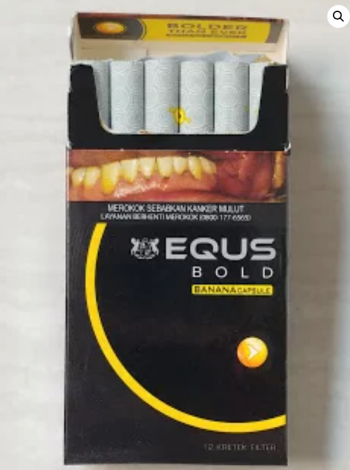 BOLDER
THAN EVER
MEROKOK SEBABKAN KANKER MULUT
LAYANAN BERHENTI MEROKOK (0800-177-6565)
EQUS
BOLD
BANANA CAPSULE
12 KRETEK FILTER